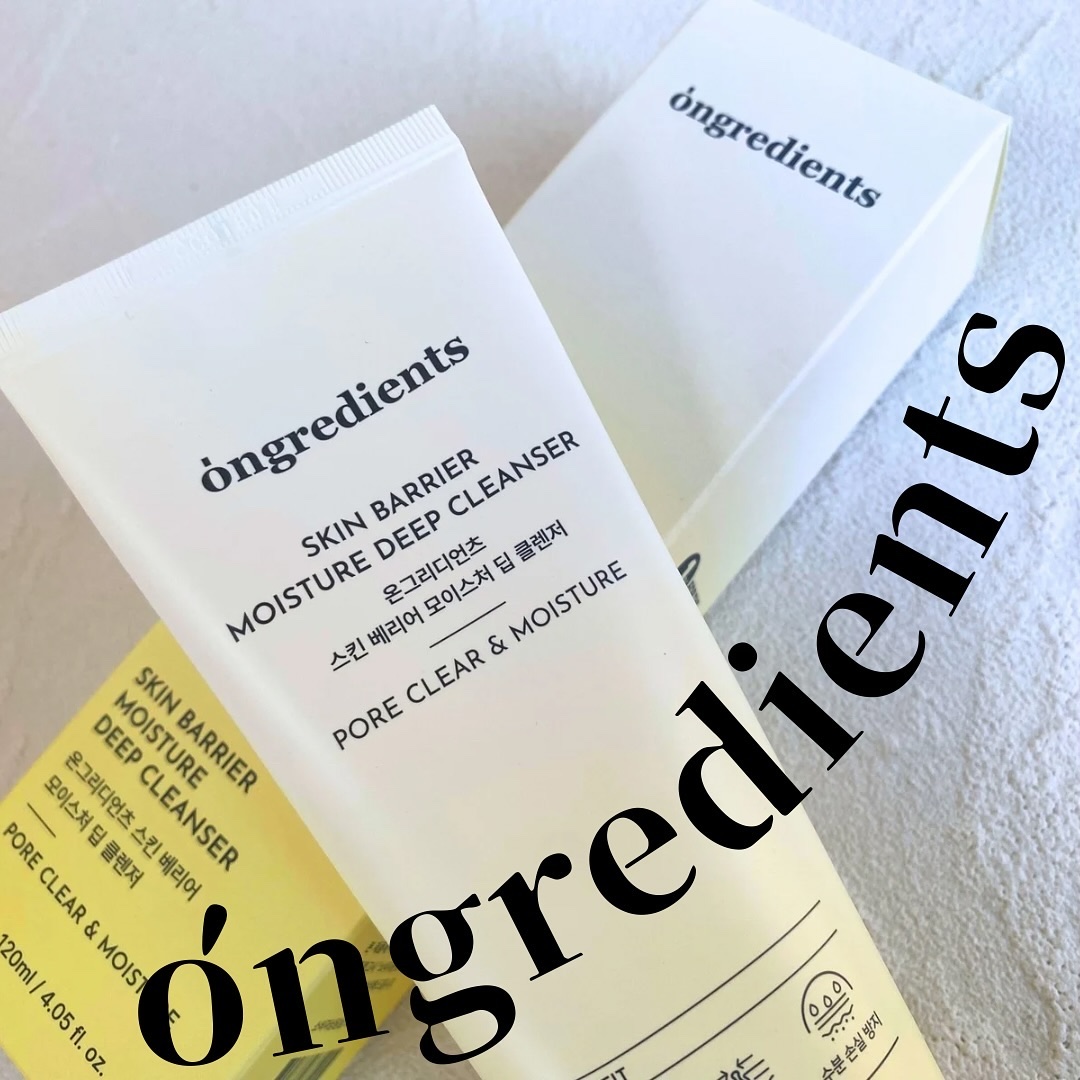 óngredients
óngredients
SKIN BARRIER
MOISTURE DEEP CLEANSER
온그리디언츠
스킨 베리어 모이스처 딥 클렌저
PORE CLEAR & MOISTURE
수분 손실 방지
SKIN BARRIER
MOISTURE
DEEP CLEANSER
온그리디언츠 스킨 베리어
모이스처 딥 클렌저
PORE CLEAR & MOISTURE
120ml / 4.05 fl. oz.
óngredients